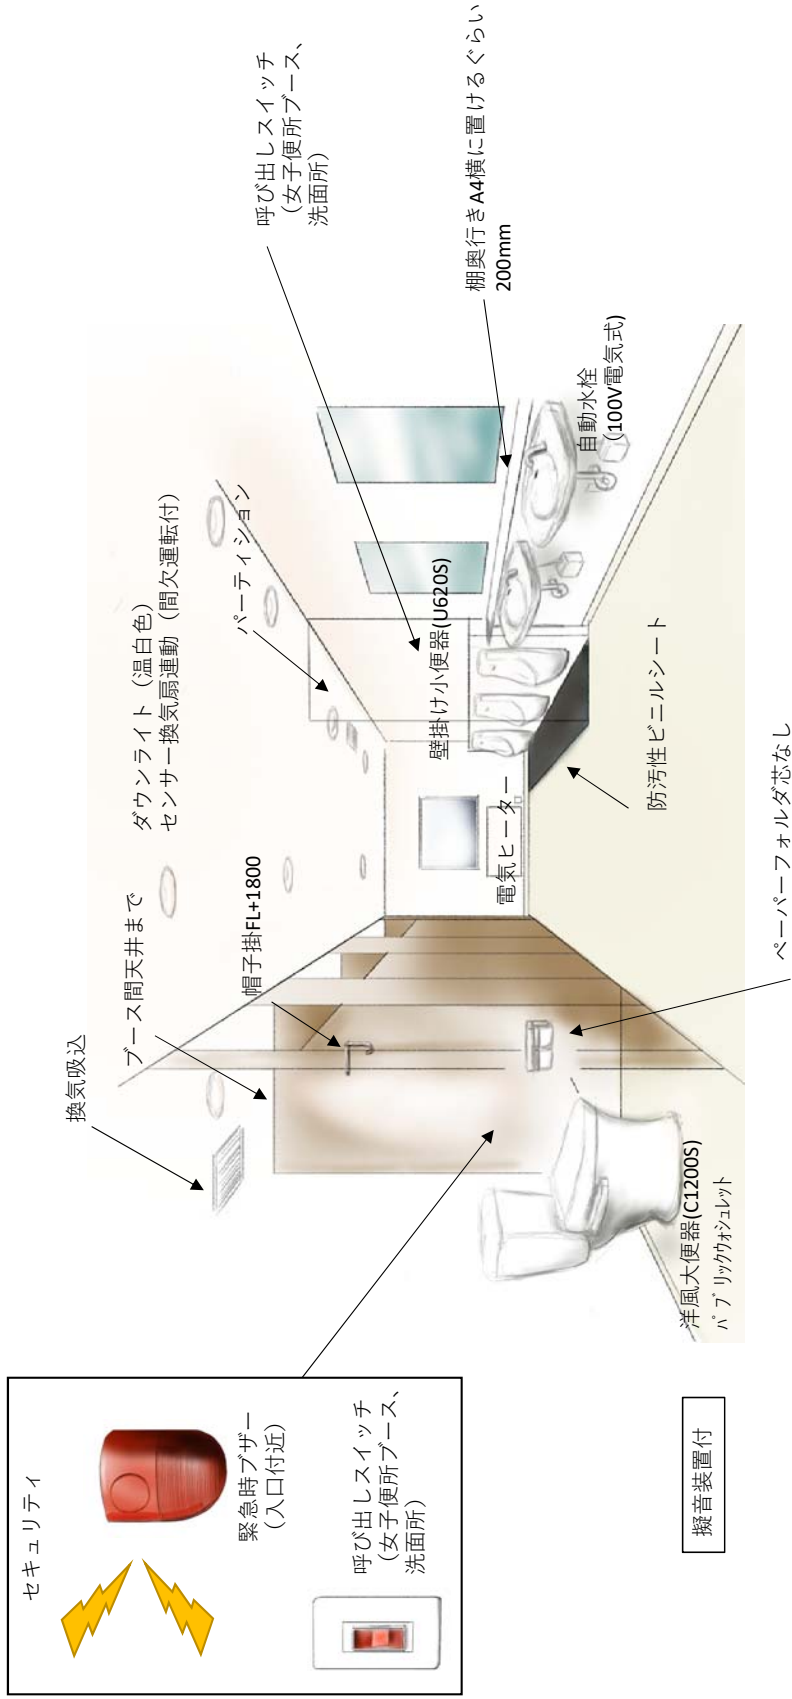 セキュリティ
緊急時ブザー
（入口付近）
呼び出しスイッチ
（女子便所ブース、
洗面所）
擬音装置付
換気吸込
ブース間天井まで
帽子掛FL+1800
ダウンライト（温白色）
センサー換気扇連動（間欠運転付）
パーティション
呼び出しスイッチ
（女子便所ブース、
洗面所）
棚奥行きA4横に置けるぐらい
200mm
自動水栓
（100V電気式)
壁掛け小便器(U620S)
電気ヒーター
防汚性ビニルシート
ペーパーフォルダ芯なし
洋風大便器(C1200S)
ﾊﾟﾌﾞﾘｯｸｳｫｼｭﾚｯﾄ